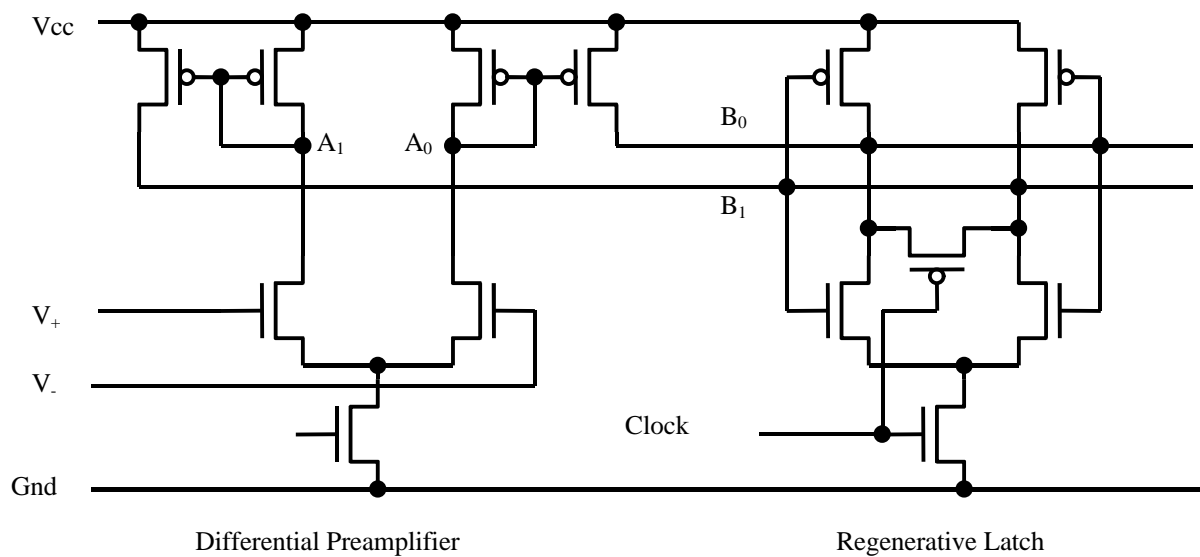 Vcc
B₀
A₁
A₀
B₁
V₊
V₋
Clock
Gnd
Differential Preamplifier
Regenerative Latch